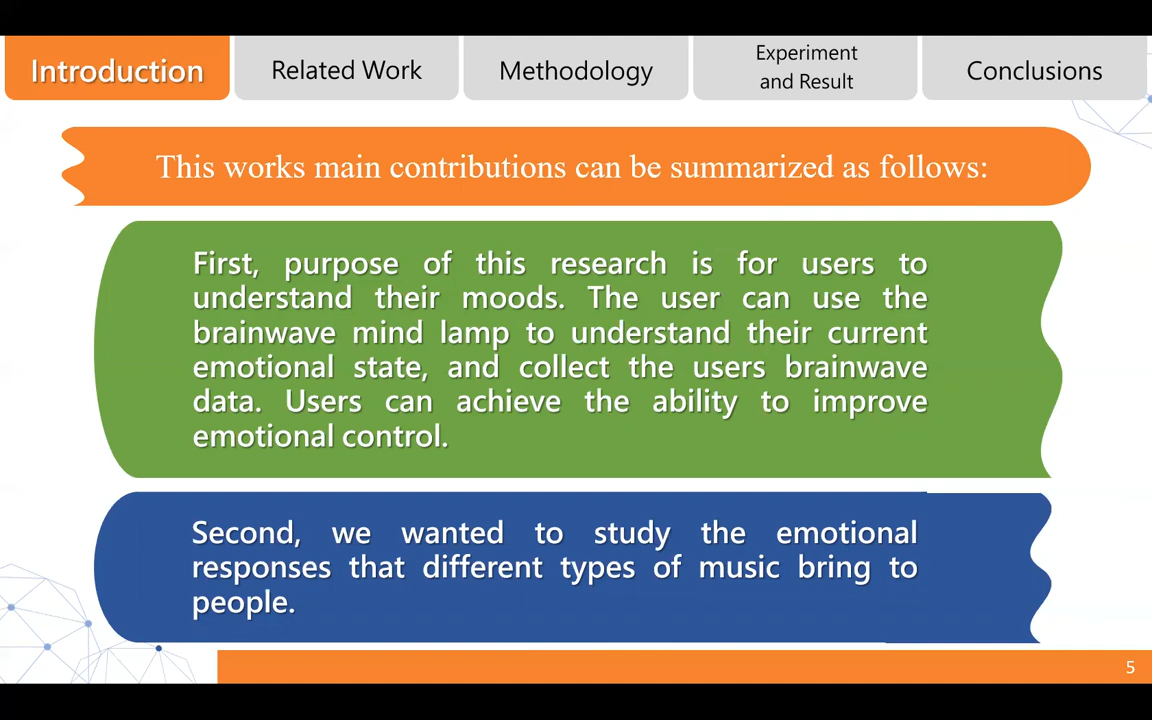 Introduction
Related Work
Methodology
Experiment
and Result
Conclusions
This works main contributions can be summarized as follows:
First, purpose of this research is for users to
understand their moods. The user can use the
brainwave mind lamp to understand their current
emotional state, and collect the users brainwave
data. Users can achieve the ability to improve
emotional control.
Second, we wanted to study the emotional
responses that different types of music bring to
people.
5